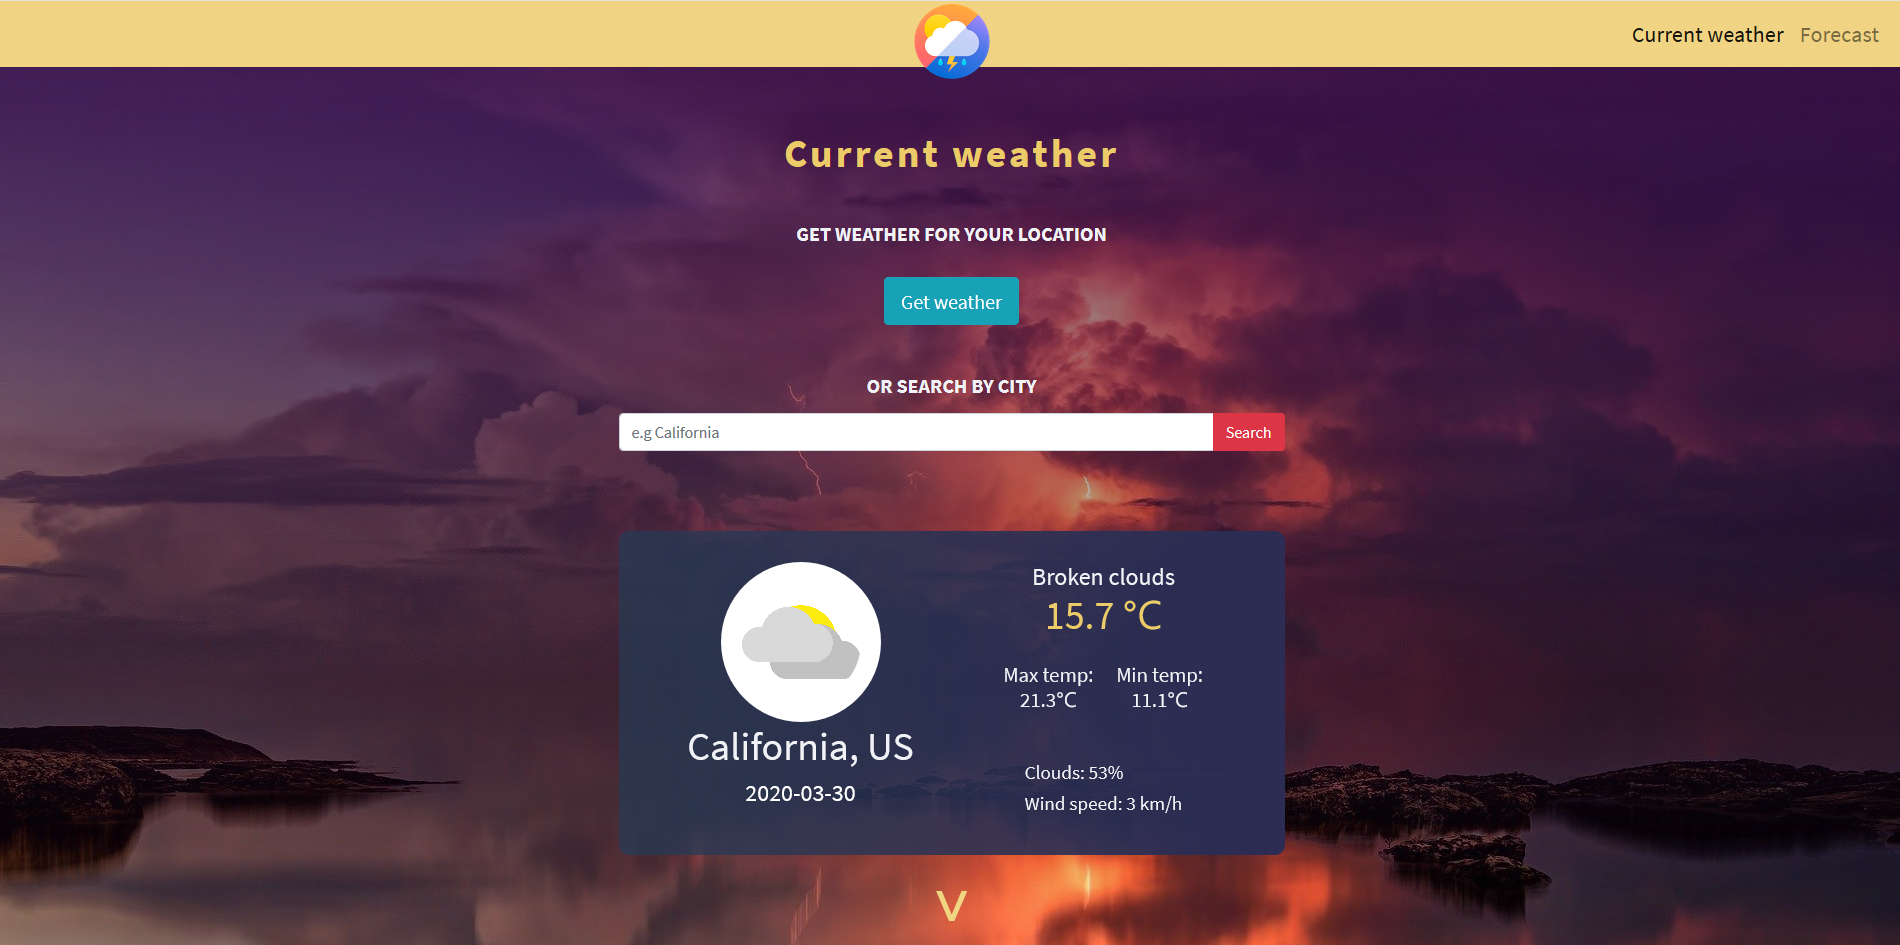 Current weather Forecast
Current weather
GET WEATHER FOR YOUR LOCATION
Get weather
OR SEARCH BY CITY
e.g California Search
Broken clouds
15.7 °C
Max temp: Min temp:
21.3°C 11.1°C
California, US
2020-03-30
Clouds: 53%
Wind speed: 3 km/h
V